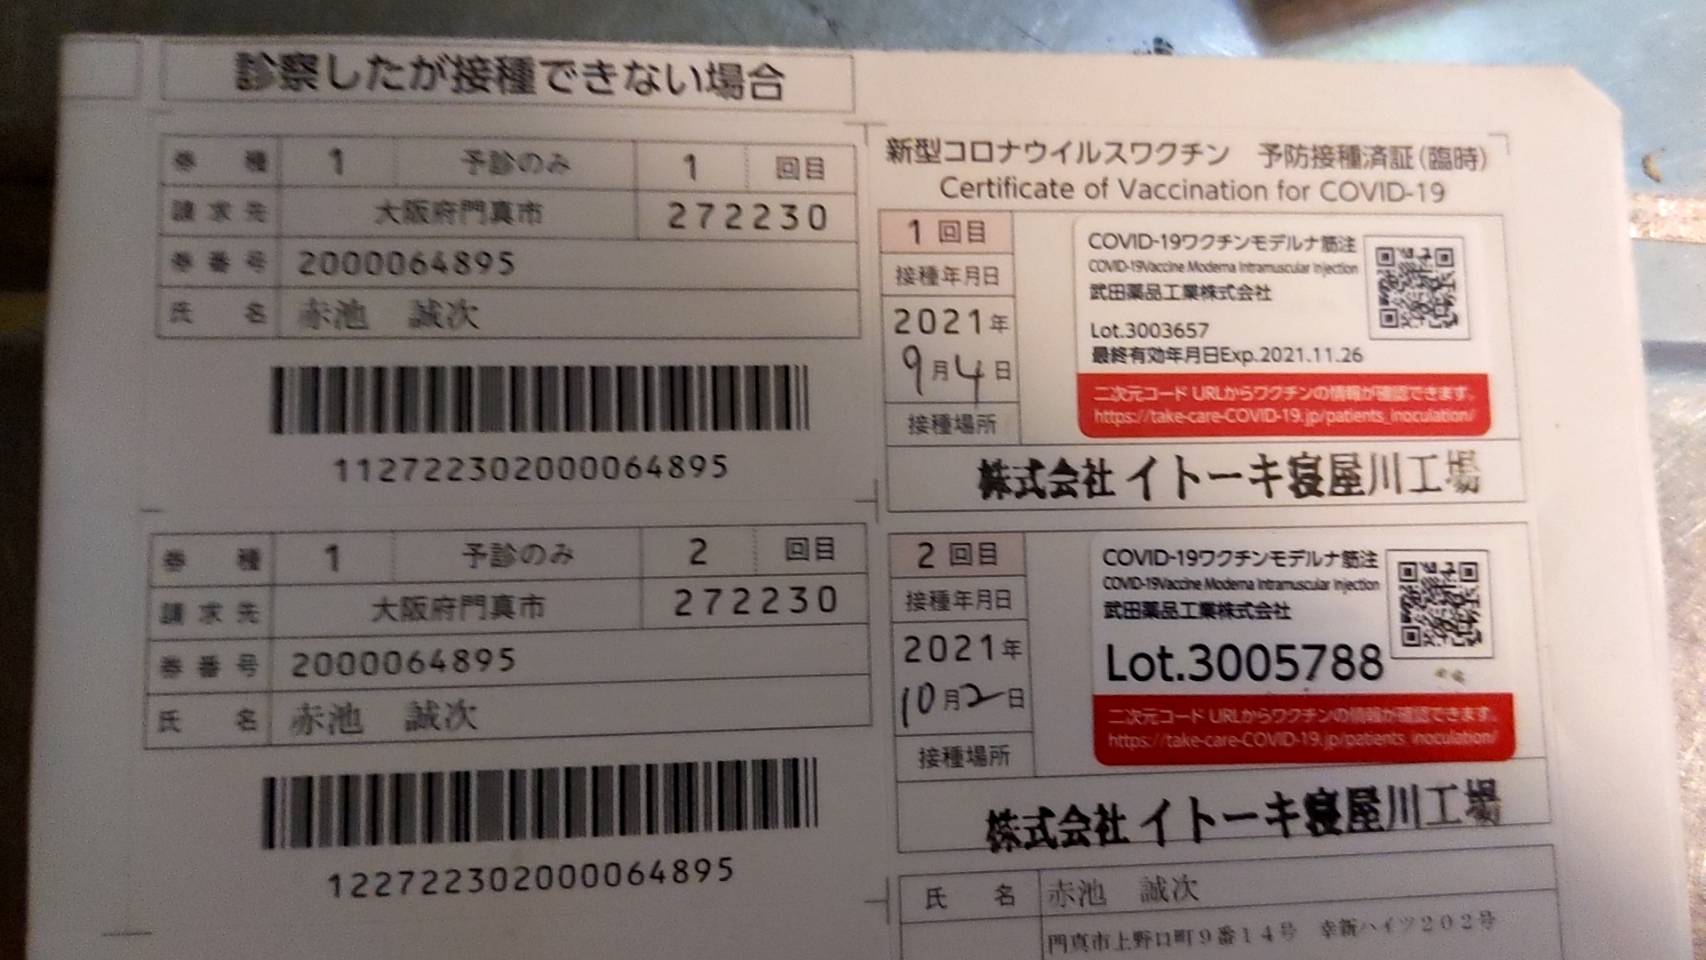 診察したが接種できない場合
券種 1 予診のみ 1 回目
請求先 大阪府門真市 272230
券番号 2000064895
氏名 赤池 誠次
112722302000064895
券種 1 予診のみ 2 回目
請求先 大阪府門真市 272230
券番号 2000064895
氏名 赤池 誠次
122722302000064895
新型コロナウイルスワクチン 予防接種済証(臨時)
Certificate of Vaccination for COVID-19
1回目
接種年月日
2021年
9月4日
接種場所
COVID-19ワクチンモデルナ筋注
COVID-19Vaccine Moderna Intramuscular Injection
武田薬品工業株式会社
Lot.3003657
最終有効年月日Exp.2021.11.26
二次元コード URLからワクチンの情報が確認できます。
https://take-care-COVID-19.jp/patients_inoculation/
株式会社イトーキ寝屋川工場
2回目
接種年月日
2021年
10月2日
接種場所
COVID-19ワクチンモデルナ筋注
COVID-19Vaccine Moderna Intramuscular Injection
武田薬品工業株式会社
Lot.3005788
二次元コード URLからワクチンの情報が確認できます。
https://take-care-COVID-19.jp/patients_inoculation/
株式会社イトーキ寝屋川工場
氏名 赤池 誠次
門真市上野口町9番14号 幸新ハイツ202号